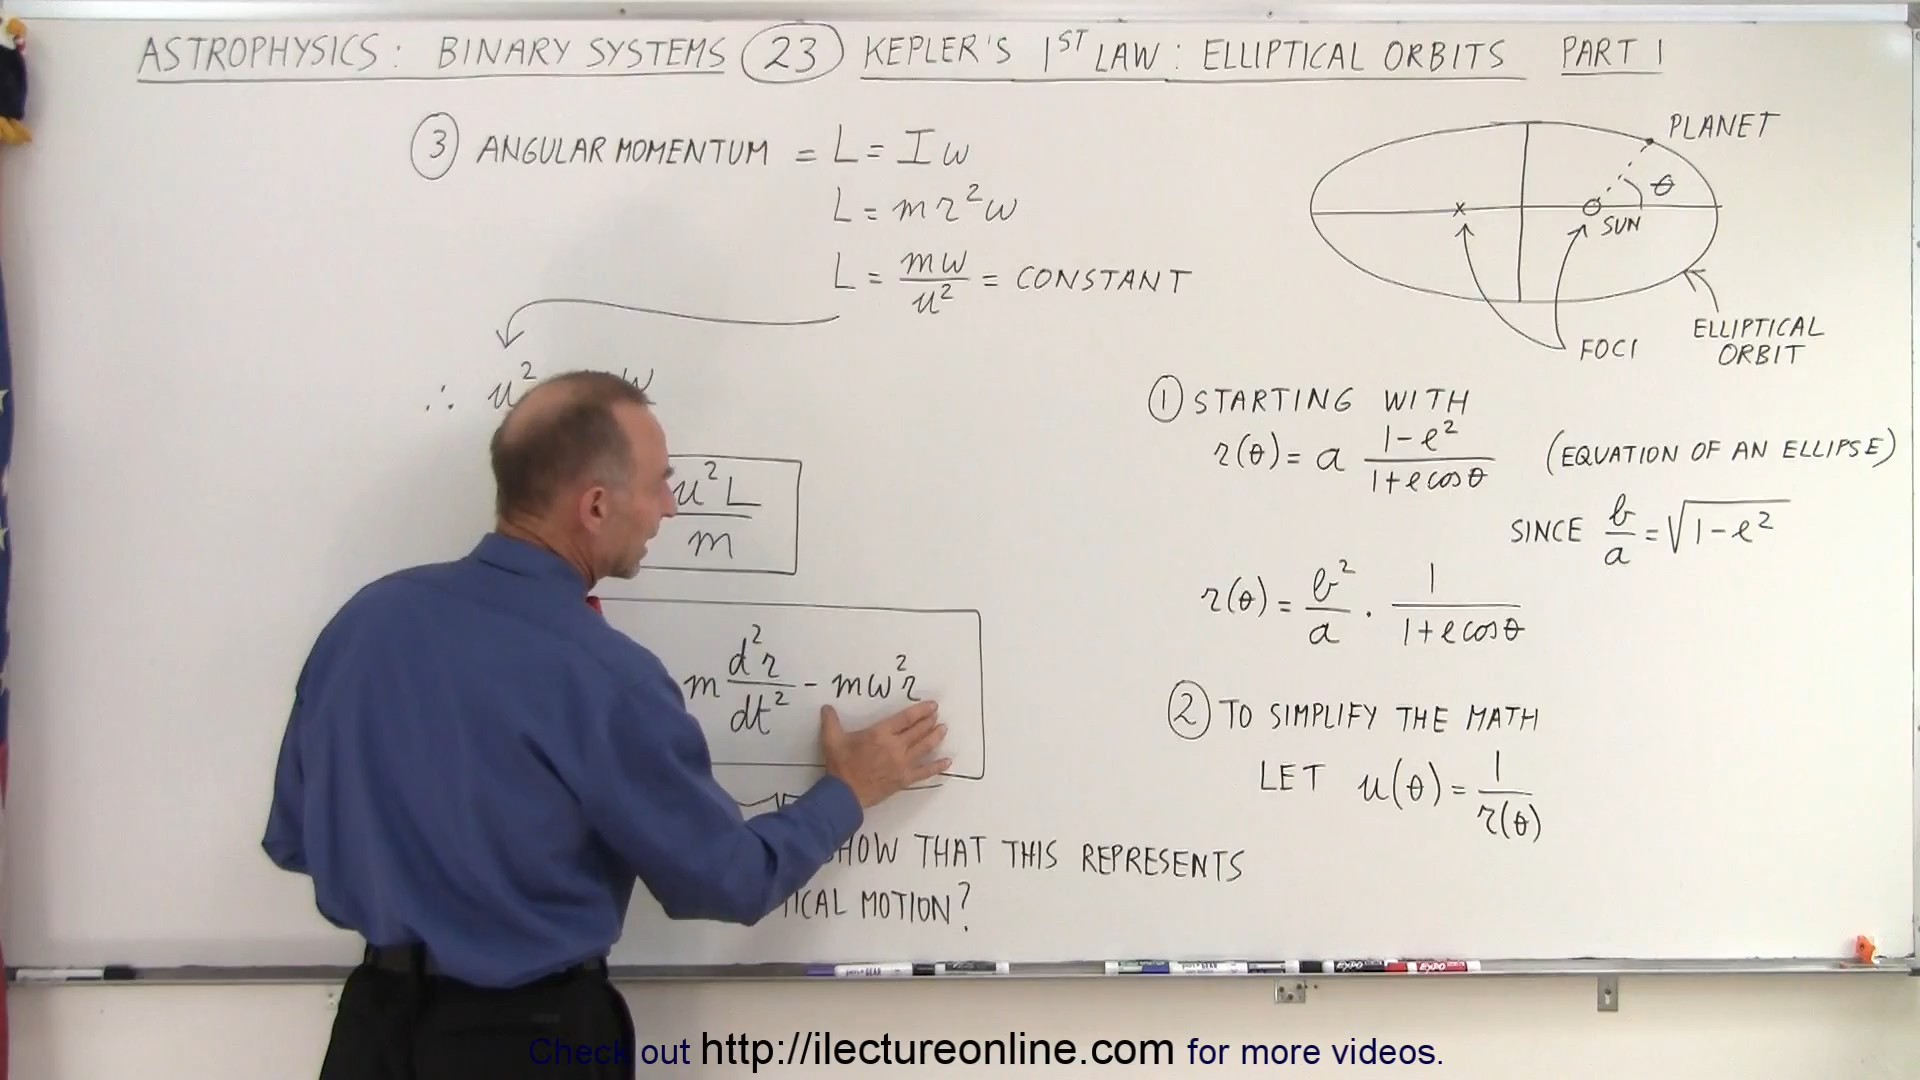 ASTROPHYSICS: BINARY SYSTEMS 23 KEPLER'S 1ST LAW: ELLIPTICAL ORBITS PART 1
③ ANGULAR MOMENTUM = L = Iω
L = mr²ω
L = mω/u² = CONSTANT
∴ u²
u²L/m
m d²r/dt² - mω²r
SHOW THAT THIS REPRESENTS
MOTION?
PLANET
θ
x
SUN
FOCI
ELLIPTICAL
ORBIT
① STARTING WITH
r(θ) = a (1-e²)/(1+e cosθ) (EQUATION OF AN ELLIPSE)
SINCE b/a = √(1-e²)
r(θ) = b²/a · 1/(1+e cosθ)
② TO SIMPLIFY THE MATH
LET u(θ) = 1/r(θ)
EXPO
Check out http://ilectureonline.com for more videos.